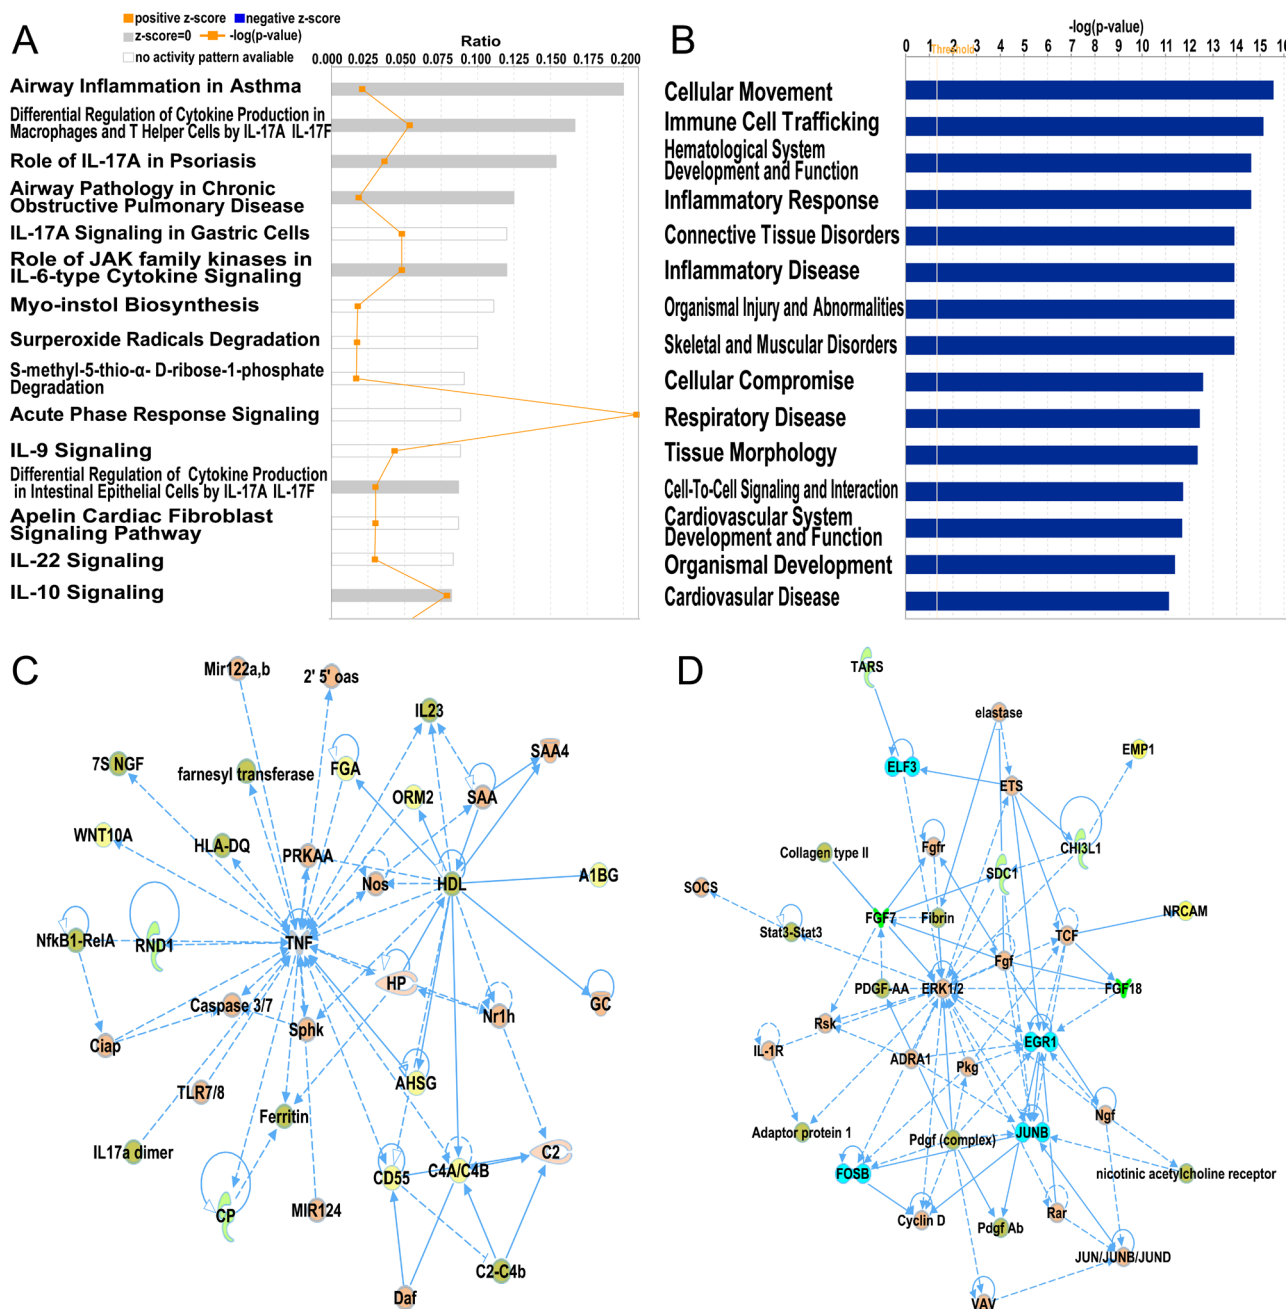 A
positive z-score negative z-score
z-score=0 -log(p-value)
no activity pattern avaliable
Ratio
0.000 0.025 0.050 0.075 0.100 0.125 0.150 0.175 0.200
Airway Inflammation in Asthma
Differential Regulation of Cytokine Production in
Macrophages and T Helper Cells by IL-17A IL-17F
Role of IL-17A in Psoriasis
Airway Pathology in Chronic
Obstructive Pulmonary Disease
IL-17A Signaling in Gastric Cells
Role of JAK family kinases in
IL-6-type Cytokine Signaling
Myo-instol Biosynthesis
Surperoxide Radicals Degradation
S-methyl-5-thio-α- D-ribose-1-phosphate
Degradation
Acute Phase Response Signaling
IL-9 Signaling
Differential Regulation of Cytokine Production
in Intestinal Epithelial Cells by IL-17A IL-17F
Apelin Cardiac Fibroblast
Signaling Pathway
IL-22 Signaling
IL-10 Signaling
B
-log(p-value)
0 1 2 3 4 5 6 7 8 9 10 11 12 13 14 15 16
Threshold
Cellular Movement
Immune Cell Trafficking
Hematological System
Development and Function
Inflammatory Response
Connective Tissue Disorders
Inflammatory Disease
Organismal Injury and Abnormalities
Skeletal and Muscular Disorders
Cellular Compromise
Respiratory Disease
Tissue Morphology
Cell-To-Cell Signaling and Interaction
Cardiovascular System
Development and Function
Organismal Development
Cardiovasular Disease
C
Mir122a,b
2' 5' oas
IL23
SAA4
7S NGF
farnesyl transferase
FGA
ORM2
SAA
WNT10A
HLA-DQ
PRKAA
Nos
HDL
A1BG
NfkB1-RelA
RND1
TNF
HP
GC
Caspase 3/7
Sphk
Nr1h
Ciap
TLR7/8
AHSG
Ferritin
IL17a dimer
CD55
C4A/C4B
C2
CP
MIR124
C2-C4b
Daf
D
TARS
elastase
EMP1
ELF3
ETS
Collagen type II
Fgfr
CHI3L1
SDC1
SOCS
FGF7
Fibrin
NRCAM
Stat3-Stat3
TCF
Fgf
PDGF-AA
ERK1/2
FGF18
Rsk
EGR1
IL-1R
ADRA1
Pkg
Ngf
Adaptor protein 1
Pdgf (complex)
JUNB
FOSB
nicotinic acetylcholine receptor
Cyclin D
Pdgf Ab
Rar
JUN/JUNB/JUND
VAV